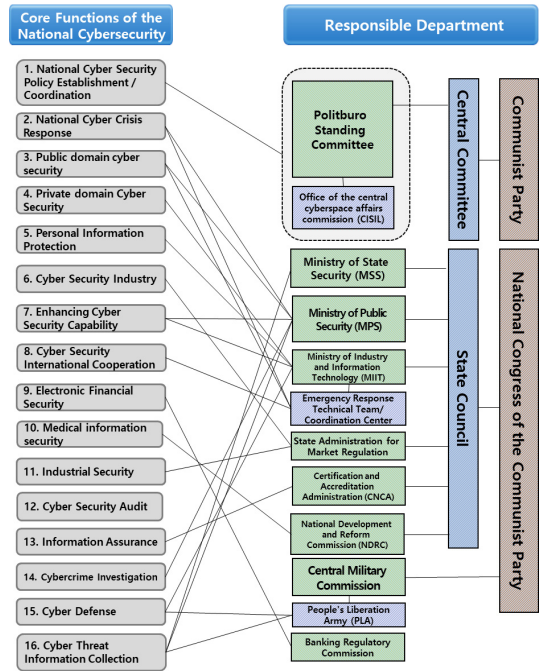 Core Functions of the
National Cybersecurity
Responsible Department
1. National Cyber Security
Policy Establishment /
Coordination
2. National Cyber Crisis
Response
3. Public domain cyber
security
4. Private domain Cyber
Security
5. Personal Information
Protection
6. Cyber Security Industry
7. Enhancing Cyber
Security Capability
8. Cyber Security
International Cooperation
9. Electronic Financial
Security
10. Medical information
security
11. Industrial Security
12. Cyber Security Audit
13. Information Assurance
14. Cybercrime Investigation
15. Cyber Defense
16. Cyber Threat
Information Collection
Politburo
Standing
Committee
Office of the central
cyberspace affairs
commission (CISIL)
Ministry of State
Security (MSS)
Ministry of Public
Security (MPS)
Ministry of Industry
and Information
Technology (MIIT)
Emergency Response
Technical Team/
Coordination Center
State Administration for
Market Regulation
Certification and
Accreditation
Administration (CNCA)
National Development
and Reform
Commission (NDRC)
Central Military
Commission
People's Liberation
Army (PLA)
Banking Regulatory
Commission
Central Committee
State Council
Communist Party
National Congress of the Communist Party